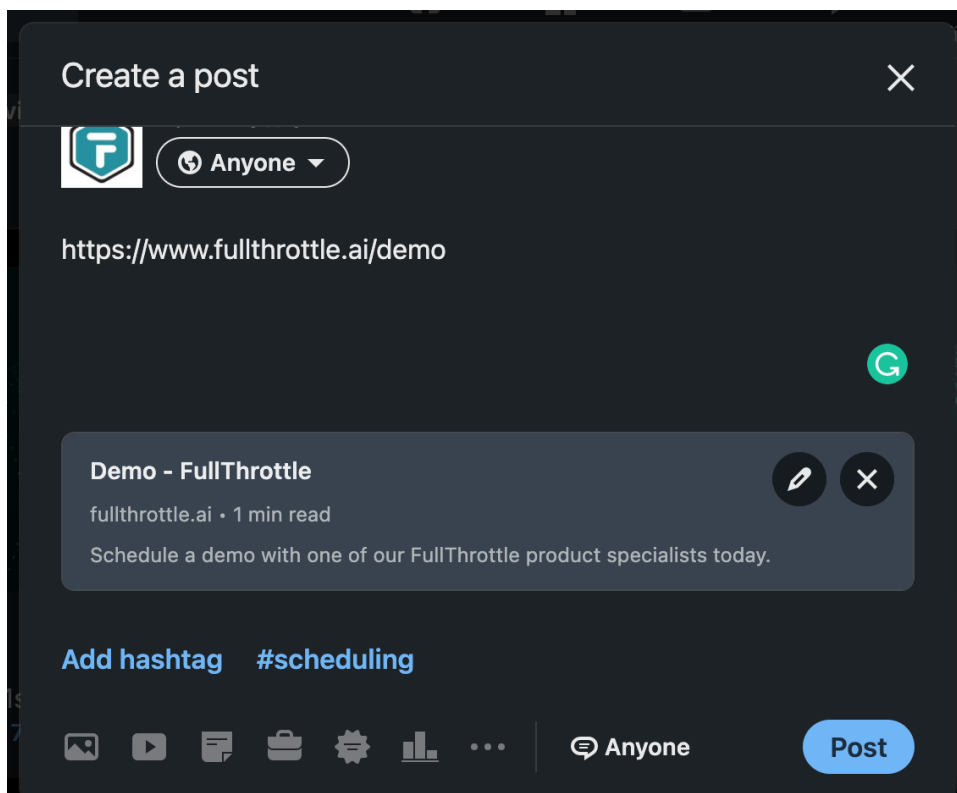 Create a post
Anyone
https://www.fullthrottle.ai/demo
Demo - FullThrottle
fullthrottle.ai • 1 min read
Schedule a demo with one of our FullThrottle product specialists today.
Add hashtag #scheduling
Anyone
Post